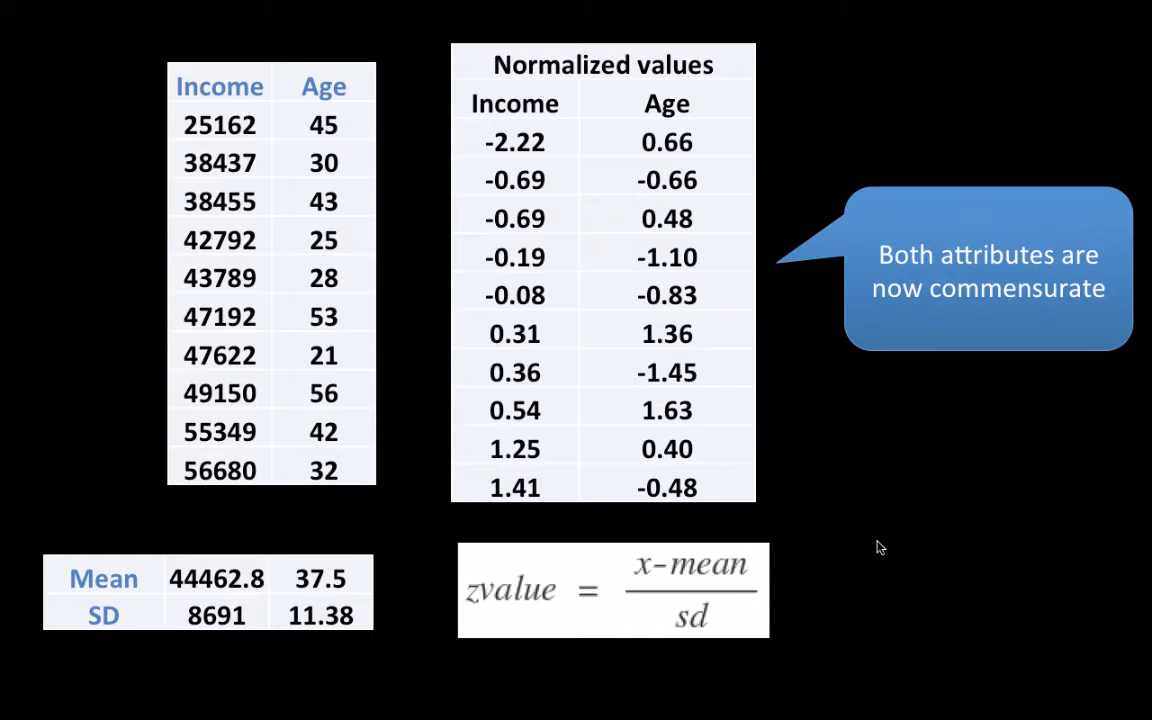 Income Age
25162 45
38437 30
38455 43
42792 25
43789 28
47192 53
47622 21
49150 56
55349 42
56680 32
Normalized values
Income Age
-2.22 0.66
-0.69 -0.66
-0.69 0.48
-0.19 -1.10
-0.08 -0.83
0.31 1.36
0.36 -1.45
0.54 1.63
1.25 0.40
1.41 -0.48
Both attributes are
now commensurate
Mean 44462.8 37.5
SD 8691 11.38
zvalue = x-mean
sd